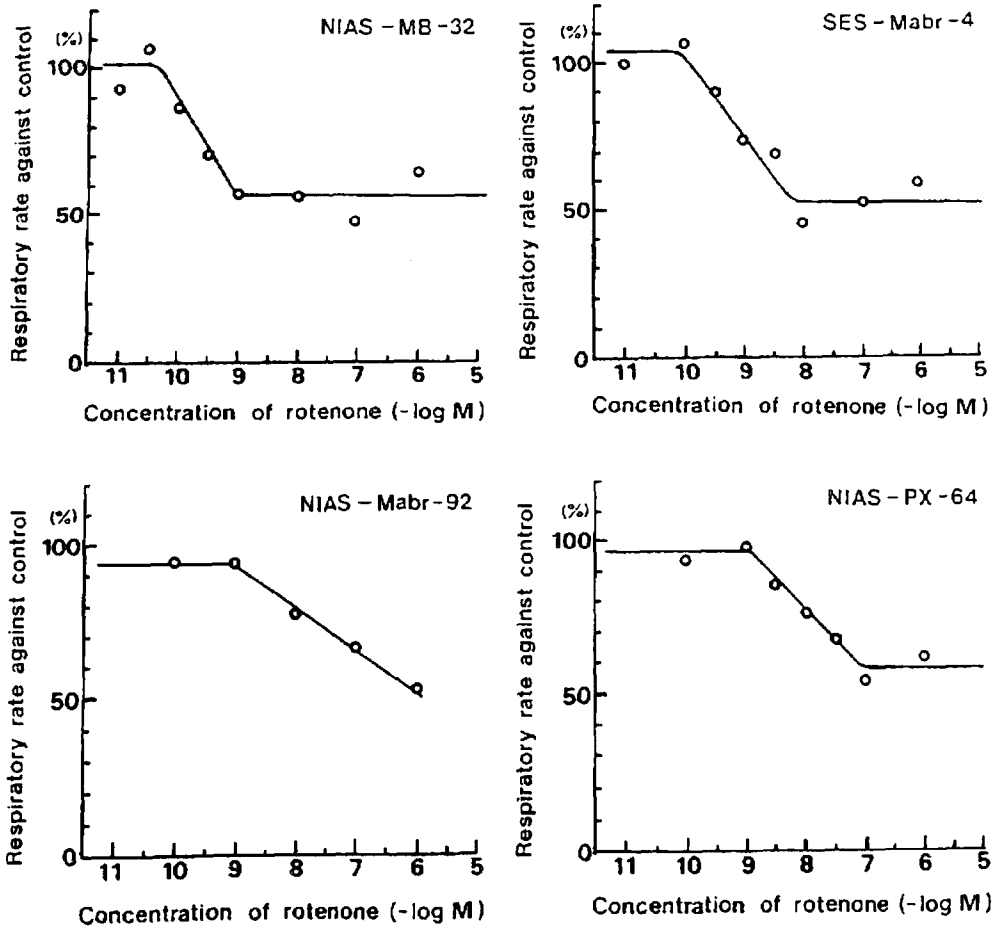 NIAS-MB-32
(%)
100
50
0
Respiratory rate against control
11 10 9 8 7 6 5
Concentration of rotenone (-log M)
SES-Mabr-4
(%)
100
50
0
Respiratory rate against control
11 10 9 8 7 6 5
Concentration of rotenone (-log M)
NIAS-Mabr-92
(%)
100
50
0
Respiratory rate against control
11 10 9 8 7 6 5
Concentration of rotenone (-log M)
NIAS-PX-64
(%)
100
50
0
Respiratory rate against control
11 10 9 8 7 6 5
Concentration of rotenone (-log M)